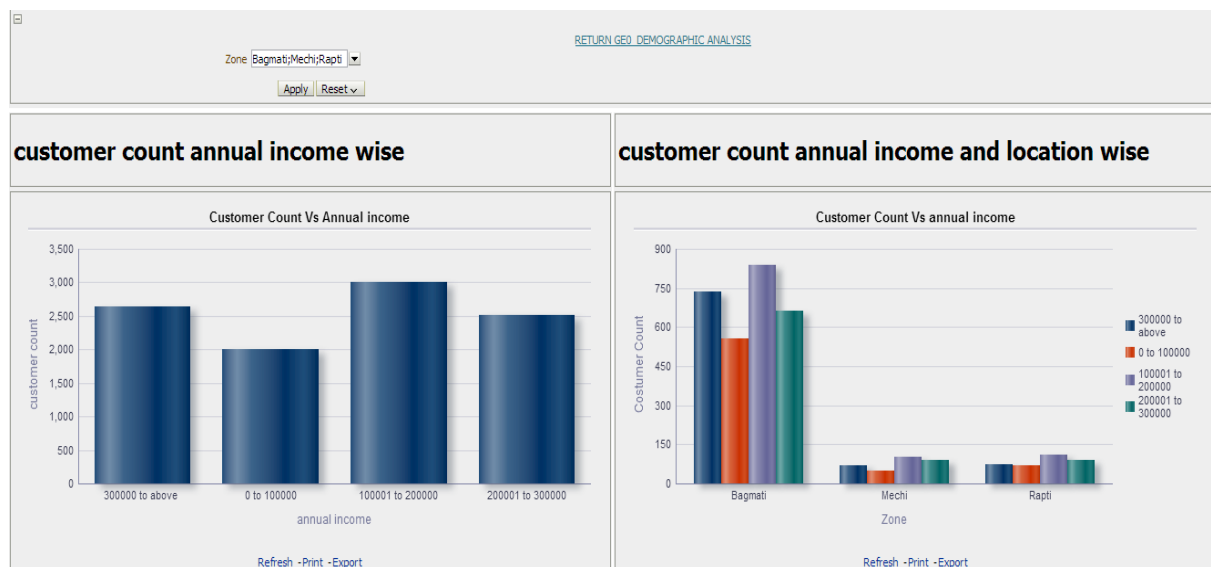 RETURN GEO DEMOGRAPHIC ANALYSIS
Zone Bagmati;Mechi;Rapti
Apply Reset
customer count annual income wise
customer count annual income and location wise
Customer Count Vs Annual income
3,500
3,000
2,500
2,000
1,500
1,000
500
0
customer count
300000 to above
0 to 100000
100001 to 200000
200001 to 300000
annual income
Refresh -Print -Export
Customer Count Vs annual income
900
750
600
450
300
150
0
Costumer Count
Bagmati
Mechi
Rapti
Zone
300000 to
above
0 to 100000
100001 to
200000
200001 to
300000
Refresh -Print -Export